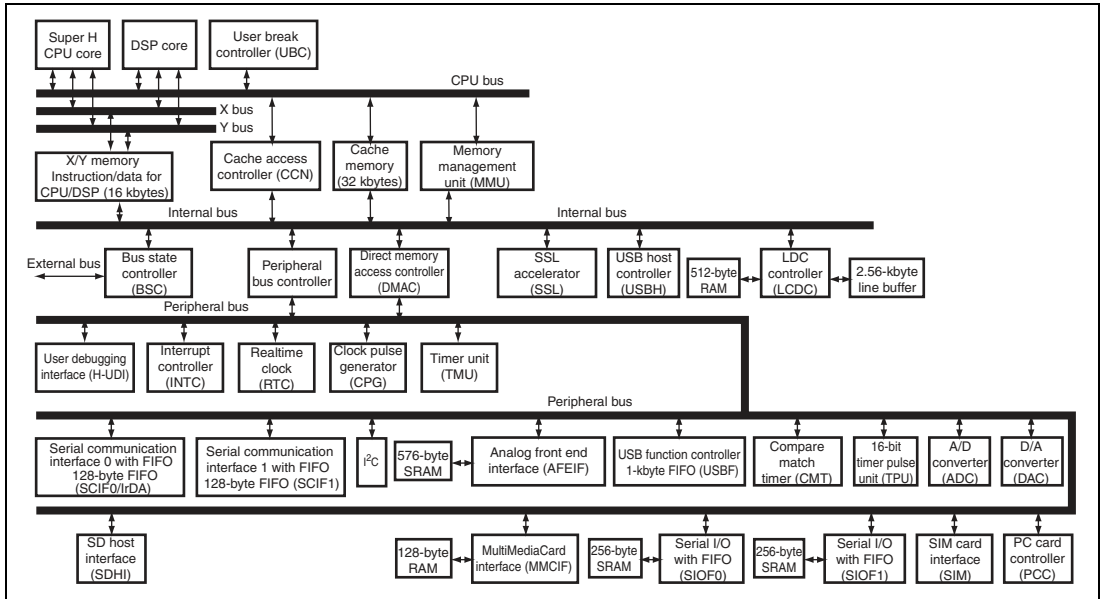 Super H
CPU core
DSP core
User break
controller (UBC)
CPU bus
X bus
Y bus
X/Y memory
Instruction/data for
CPU/DSP (16 kbytes)
Cache access
controller (CCN)
Cache
memory
(32 kbytes)
Memory
management
unit (MMU)
Internal bus
Internal bus
External bus
Bus state
controller
(BSC)
Peripheral
bus controller
Direct memory
access controller
(DMAC)
SSL
accelerator
(SSL)
USB host
controller
(USBH)
512-byte
RAM
LDC
controller
(LCDC)
2.56-kbyte
line buffer
Peripheral bus
User debugging
interface (H-UDI)
Interrupt
controller
(INTC)
Realtime
clock
(RTC)
Clock pulse
generator
(CPG)
Timer unit
(TMU)
Peripheral bus
Serial communication
interface 0 with FIFO
128-byte FIFO
(SCIF0/IrDA)
Serial communication
interface 1 with FIFO
128-byte FIFO (SCIF1)
I²C
576-byte
SRAM
Analog front end
interface (AFEIF)
USB function controller
1-kbyte FIFO (USBF)
Compare
match
timer (CMT)
16-bit
timer pulse
unit (TPU)
A/D
converter
(ADC)
D/A
converter
(DAC)
SD host
interface
(SDHI)
128-byte
RAM
MultiMediaCard
interface (MMCIF)
256-byte
SRAM
Serial I/O
with FIFO
(SIOF0)
256-byte
SRAM
Serial I/O
with FIFO
(SIOF1)
SIM card
interface
(SIM)
PC card
controller
(PCC)